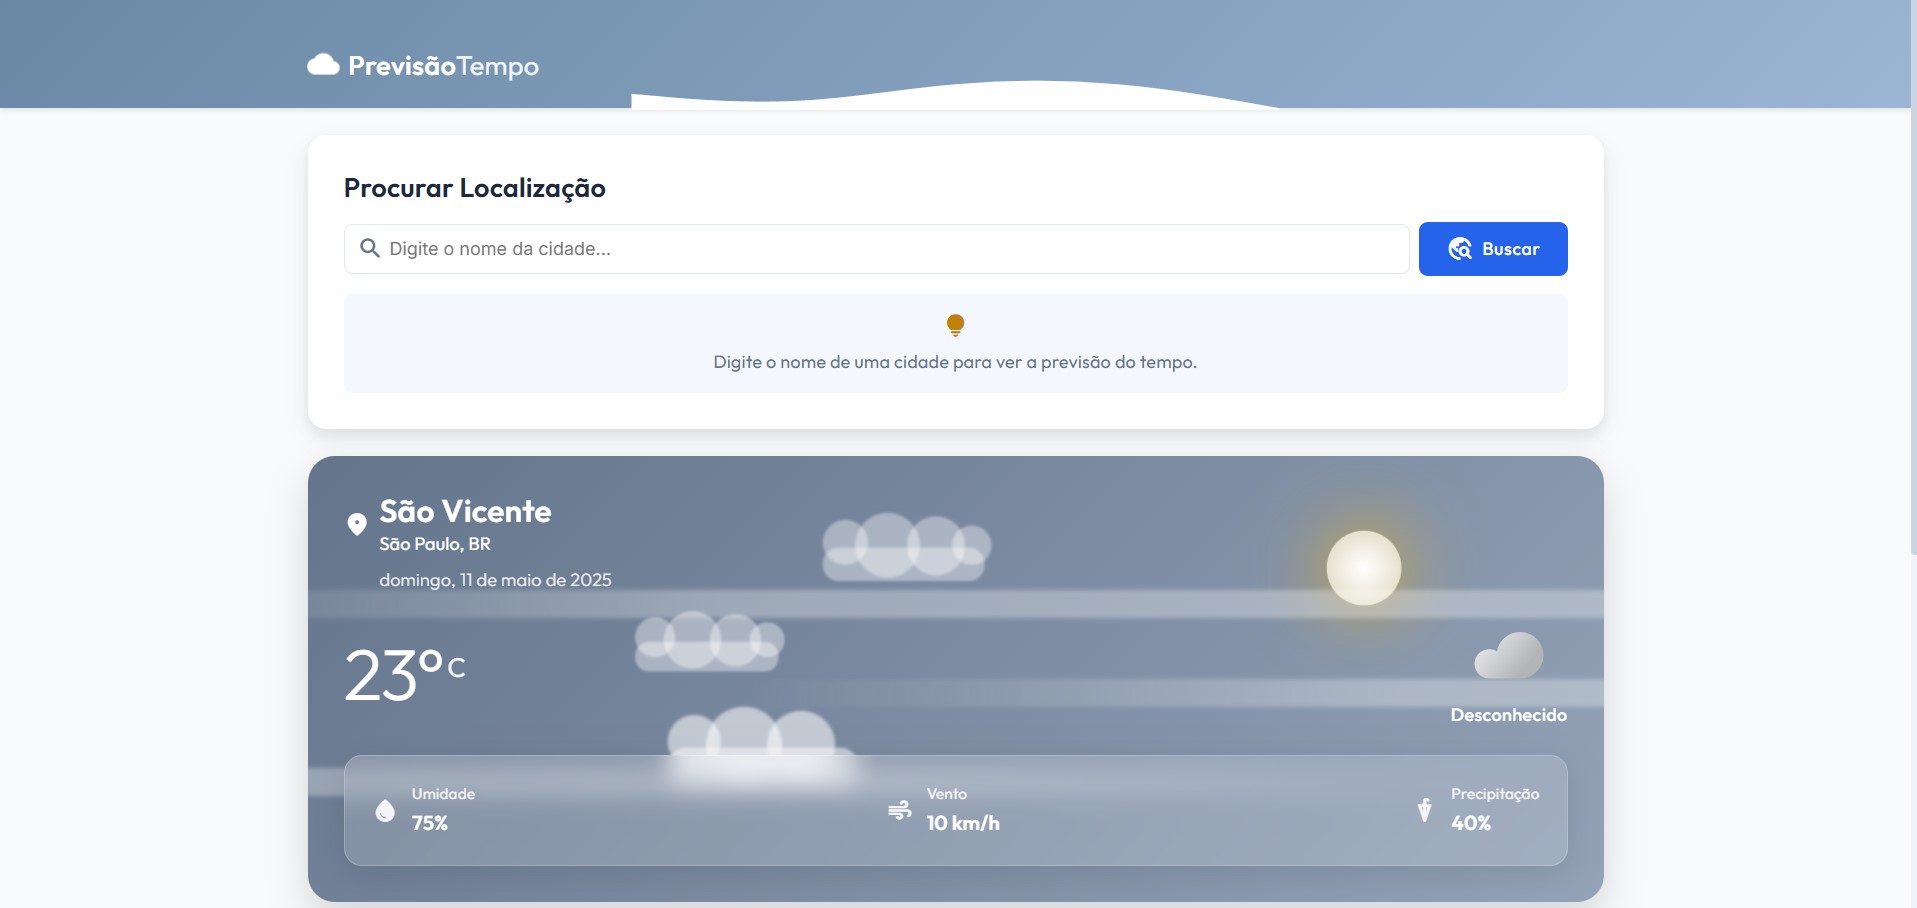 PrevisãoTempo
Procurar Localização
Digite o nome da cidade...
Buscar
Digite o nome de uma cidade para ver a previsão do tempo.
São Vicente
São Paulo, BR
domingo, 11 de maio de 2025
23° C
Desconhecido
Umidade
75%
Vento
10 km/h
Precipitação
40%